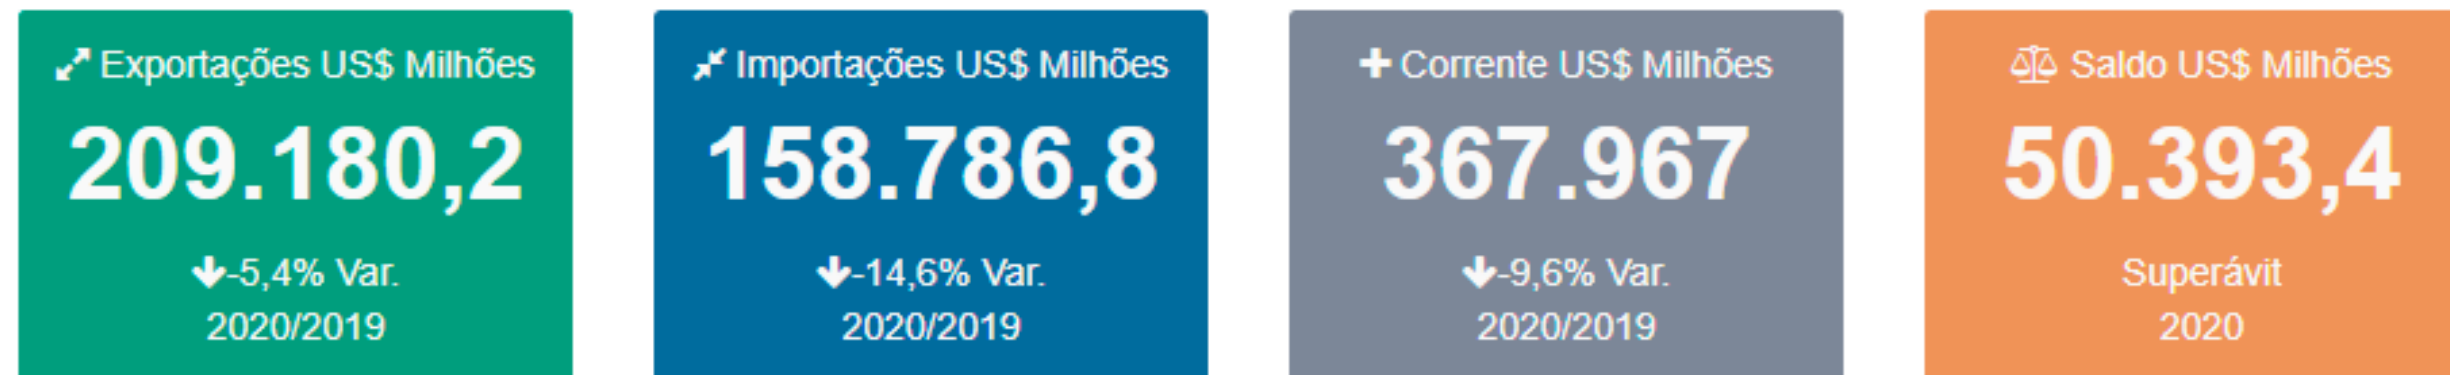 Exportações US$ Milhões
209.180,2
-5,4% Var.
2020/2019
Importações US$ Milhões
158.786,8
-14,6% Var.
2020/2019
Corrente US$ Milhões
367.967
-9,6% Var.
2020/2019
Saldo US$ Milhões
50.393,4
Superávit
2020